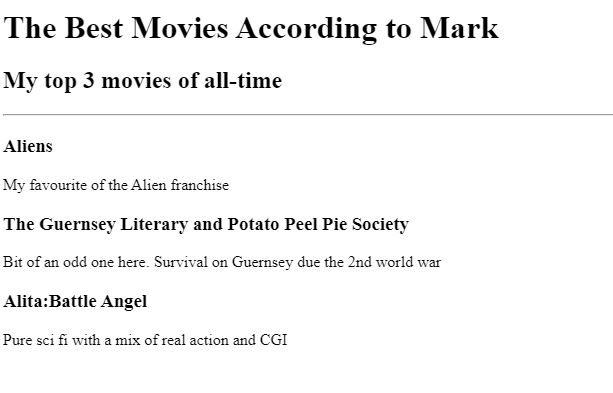 The Best Movies According to Mark
My top 3 movies of all-time
Aliens
My favourite of the Alien franchise
The Guernsey Literary and Potato Peel Pie Society
Bit of an odd one here. Survival on Guernsey due the 2nd world war
Alita:Battle Angel
Pure sci fi with a mix of real action and CGI